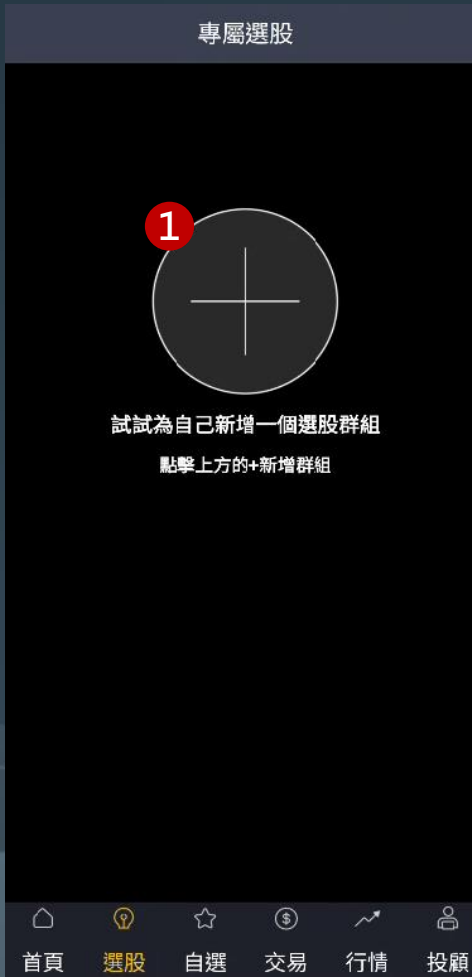 專屬選股
1
試試為自己新增一個選股群組
點擊上方的+新增群組
首頁 選股 自選 交易 行情 投顧